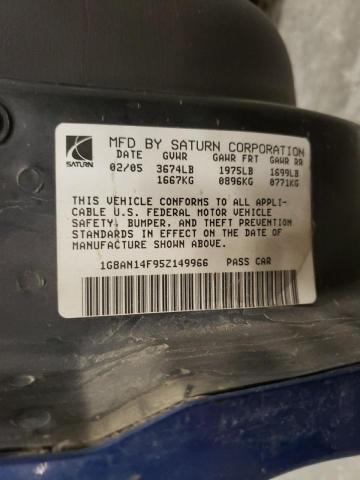 SATURN
MFD BY SATURN CORPORATION
DATE GVWR GAWR FRT GAWR RR
02/05 3674LB 1975LB 1699LB
1667KG 0896KG 0771KG
THIS VEHICLE CONFORMS TO ALL APPLI-
CABLE U.S. FEDERAL MOTOR VEHICLE
SAFETY, BUMPER, AND THEFT PREVENTION
STANDARDS IN EFFECT ON THE DATE OF
MANUFACTURE SHOWN ABOVE.
1G8AN14F95Z149966 PASS CAR